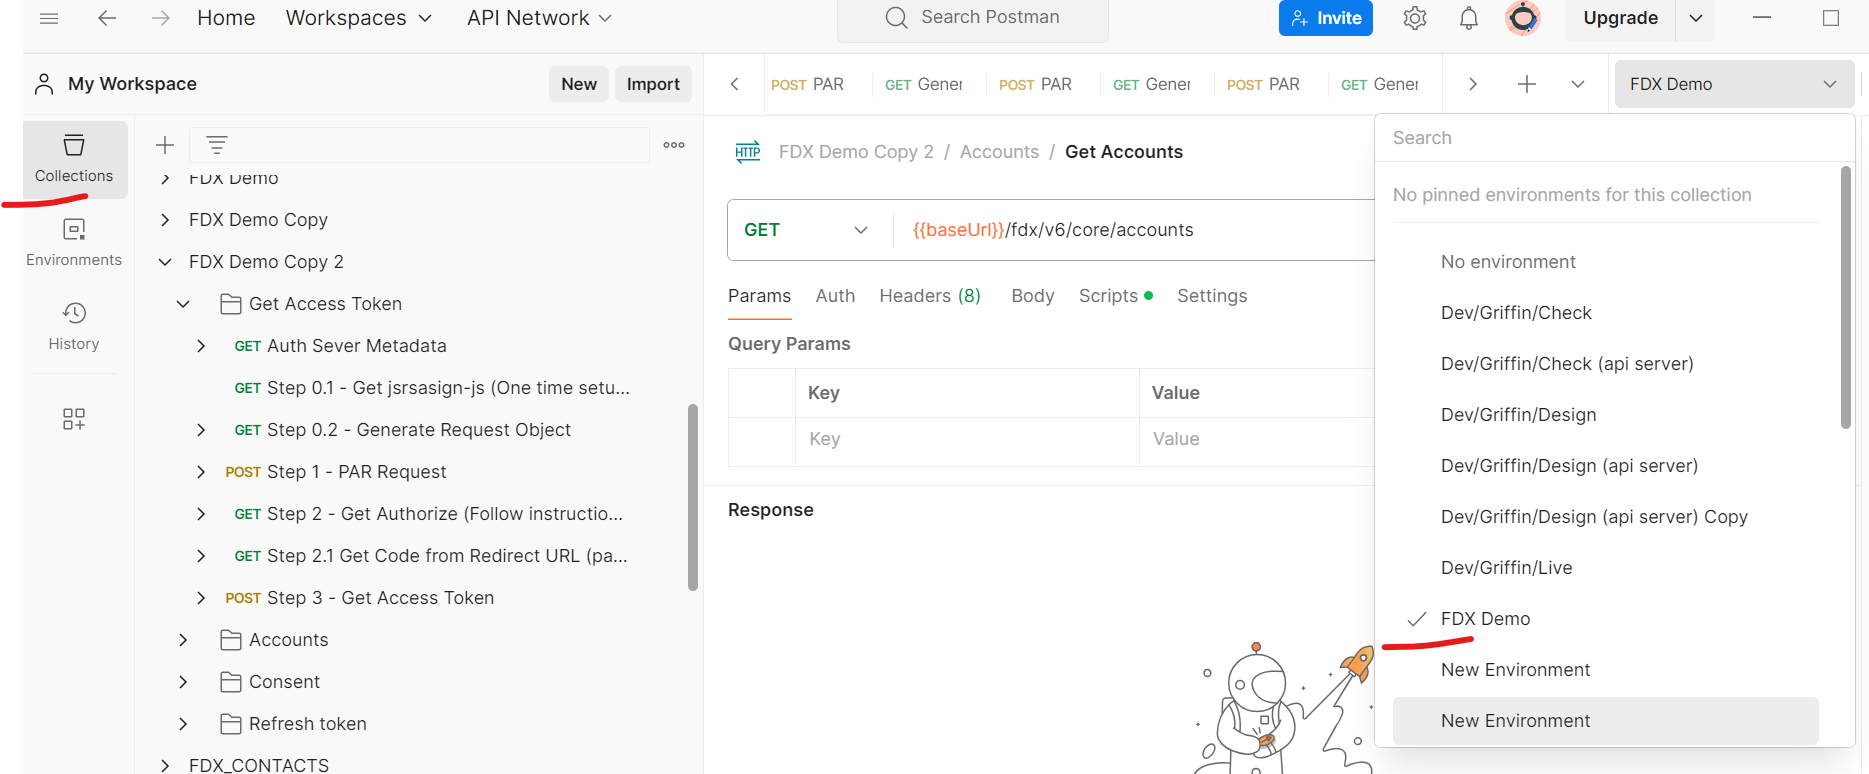 Home Workspaces API Network Search Postman Invite Upgrade
My Workspace New Import
POST PAR GET Gener POST PAR GET Gener POST PAR GET Gener FDX Demo
Collections
Environments
History
FDX Demo
FDX Demo Copy
FDX Demo Copy 2
Get Access Token
GET Auth Sever Metadata
GET Step 0.1 - Get jsrsasign-js (One time setu...
GET Step 0.2 - Generate Request Object
POST Step 1 - PAR Request
GET Step 2 - Get Authorize (Follow instructio...
GET Step 2.1 Get Code from Redirect URL (pa...
POST Step 3 - Get Access Token
Accounts
Consent
Refresh token
FDX_CONTACTS
HTTP FDX Demo Copy 2 / Accounts / Get Accounts
GET {{baseUrl}}/fdx/v6/core/accounts
Params Auth Headers (8) Body Scripts Settings
Query Params
Key Value
Key Value
Response
Search
No pinned environments for this collection
No environment
Dev/Griffin/Check
Dev/Griffin/Check (api server)
Dev/Griffin/Design
Dev/Griffin/Design (api server)
Dev/Griffin/Design (api server) Copy
Dev/Griffin/Live
FDX Demo
New Environment
New Environment